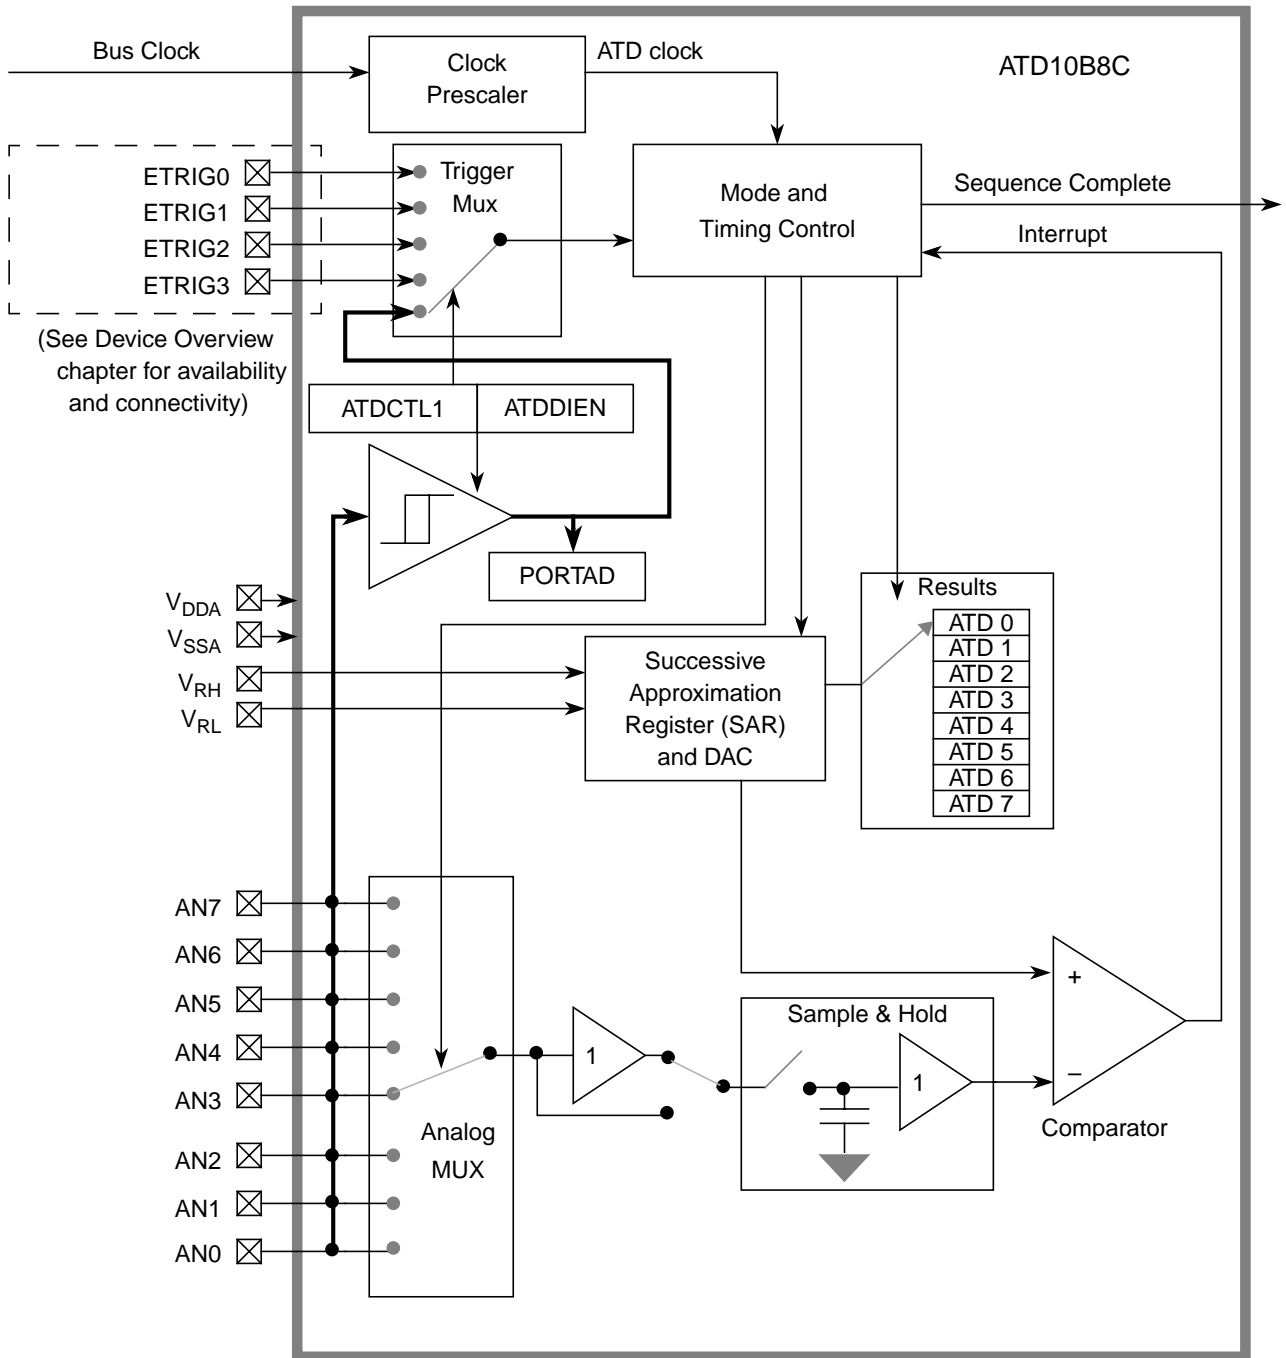 Bus Clock
Clock
Prescaler
ATD clock
ATD10B8C
ETRIG0
ETRIG1
ETRIG2
ETRIG3
(See Device Overview
chapter for availability
and connectivity)
Trigger
Mux
Mode and
Timing Control
Sequence Complete
Interrupt
ATDCTL1
ATDDIEN
PORTAD
VDDA
VSSA
VRH
VRL
Successive
Approximation
Register (SAR)
and DAC
Results
ATD 0
ATD 1
ATD 2
ATD 3
ATD 4
ATD 5
ATD 6
ATD 7
AN7
AN6
AN5
AN4
AN3
AN2
AN1
AN0
Analog
MUX
1
Sample & Hold
1
+
–
Comparator